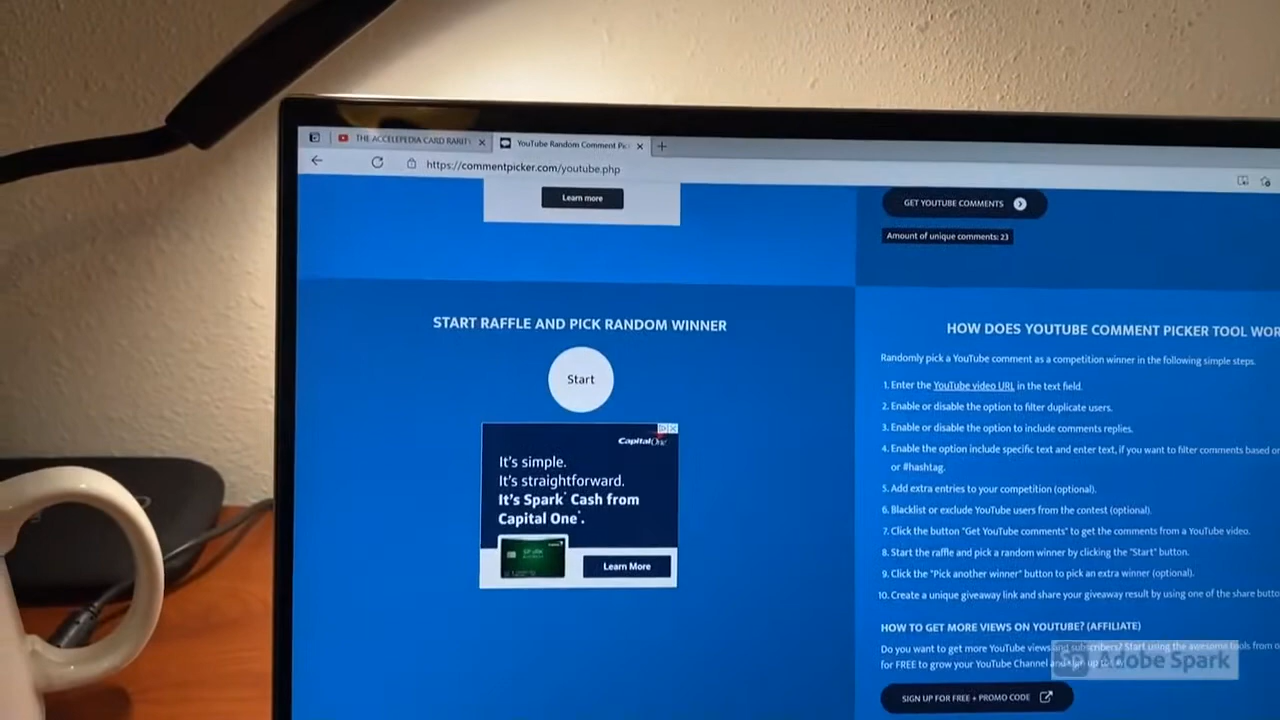 THE ACCELEPEDIA CARD RARIT
YouTube Random Comment Pic
https://commentpicker.com/youtube.php
Learn more
GET YOUTUBE COMMENTS
Amount of unique comments: 23
START RAFFLE AND PICK RANDOM WINNER
Start
CapitalOne
It's simple.
It's straightforward.
It's Spark® Cash from
Capital One®.
Learn More
HOW DOES YOUTUBE COMMENT PICKER TOOL WOR
Randomly pick a YouTube comment as a competition winner in the following simple steps.
1. Enter the YouTube video URL in the text field.
2. Enable or disable the option to filter duplicate users.
3. Enable or disable the option to include comments replies.
4. Enable the option include specific text and enter text, if you want to filter comments based on
or #hashtag.
5. Add extra entries to your competition (optional).
6. Blacklist or exclude YouTube users from the contest (optional).
7. Click the button "Get YouTube comments" to get the comments from a YouTube video.
8. Start the raffle and pick a random winner by clicking the "Start" button.
9. Click the "Pick another winner" button to pick an extra winner (optional).
10. Create a unique giveaway link and share your giveaway result by using one of the share butto
HOW TO GET MORE VIEWS ON YOUTUBE? (AFFILIATE)
Do you want to get more YouTube views and subscribers? Start using the awesome tools from o
for FREE to grow your YouTube Channel and
SIGN UP FOR FREE + PROMO CODE
Sp Adobe Spark